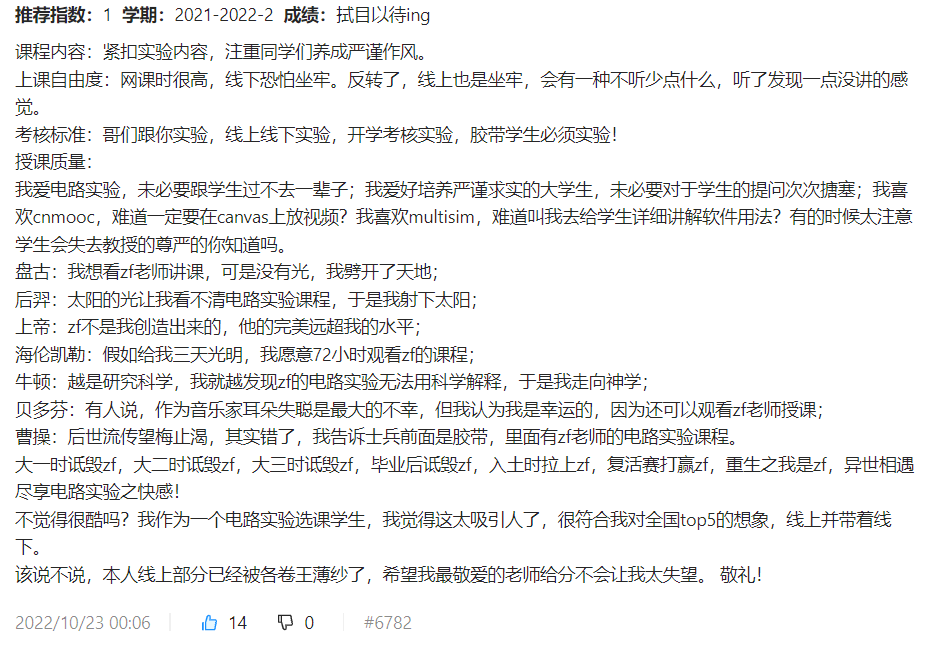 推荐指数：1 学期：2021-2022-2 成绩：拭目以待ing
课程内容：紧扣实验内容，注重同学们养成严谨作风。
上课自由度：网课时很高，线下恐怕坐牢。反转了，线上也是坐牢，会有一种不听少点什么，听了发现一点没讲的感
觉。
考核标准：哥们跟你实验，线上线下实验，开学考核实验，胶带学生必须实验！
授课质量：
我爱电路实验，未必要跟学生过不去一辈子；我爱好培养严谨求实的大学生，未必要对于学生的提问次次搪塞；我喜
欢cnmooc，难道一定要在canvas上放视频？我喜欢multisim，难道叫我去给学生详细讲解软件用法？有的时候太注意
学生会失去教授的尊严的你知道吗。
盘古：我想看zf老师讲课，可是没有光，我劈开了天地；
后羿：太阳的光让我看不清电路实验课程，于是我射下太阳；
上帝：zf不是我创造出来的，他的完美远超我的水平；
海伦凯勒：假如给我三天光明，我愿意72小时观看zf的课程；
牛顿：越是研究科学，我就越发现zf的电路实验无法用科学解释，于是我走向神学；
贝多芬：有人说，作为音乐家耳朵失聪是最大的不幸，但我认为我是幸运的，因为还可以观看zf老师授课；
曹操：后世流传望梅止渴，其实错了，我告诉士兵前面是胶带，里面有zf老师的电路实验课程。
大一时诋毁zf，大二时诋毁zf，大三时诋毁zf，毕业后诋毁zf，入土时拉上zf，复活赛打赢zf，重生之我是zf，异世相遇
尽享电路实验之快感！
不觉得很酷吗？我作为一个电路实验选课学生，我觉得这太吸引人了，很符合我对全国top5的想象，线上并带着线
下。
该说不说，本人线上部分已经被各卷王薄纱了，希望我最敬爱的老师给分不会让我太失望。 敬礼！
2022/10/23 00:06 14 0 #6782